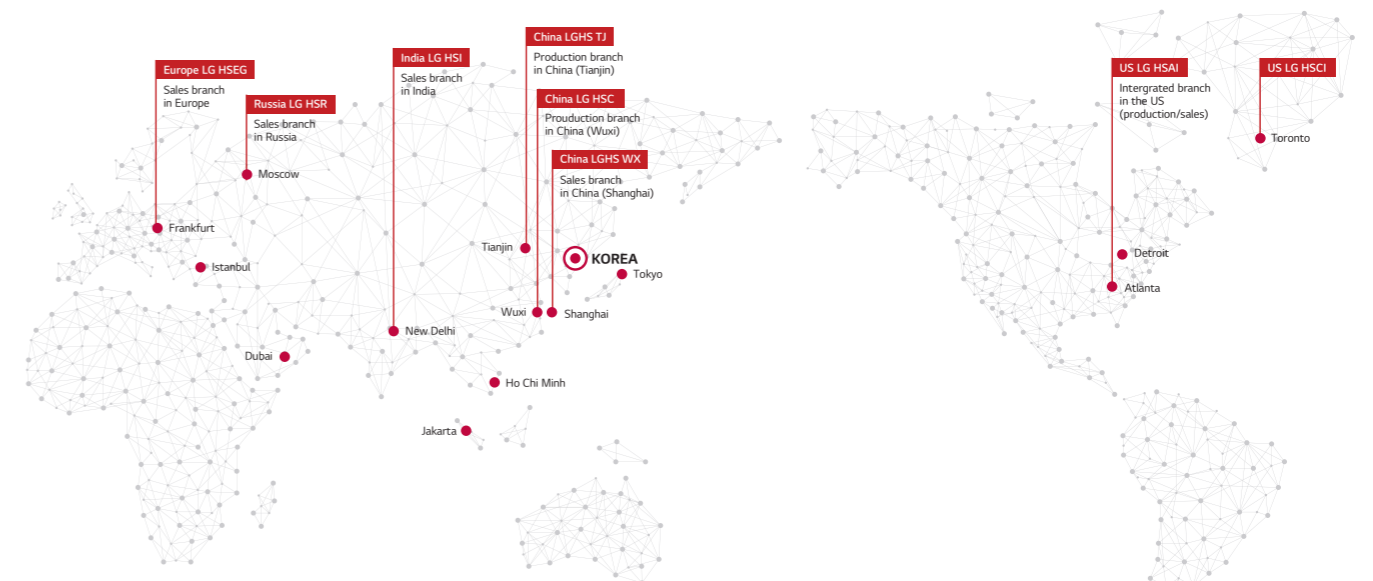 Europe LG HSEG
Sales branch
in Europe
Russia LG HSR
Sales branch
in Russia
India LG HSI
Sales branch
in India
China LGHS TJ
Production branch
in China (Tianjin)
China LG HSC
Prouduction branch
in China (Wuxi)
China LGHS WX
Sales branch
in China (Shanghai)
US LG HSAI
Intergrated branch
in the US
(production/sales)
US LG HSCI
Toronto
Moscow
Frankfurt
Istanbul
Tianjin
KOREA
Tokyo
Detroit
Atlanta
Wuxi
Shanghai
New Delhi
Dubai
Ho Chi Minh
Jakarta